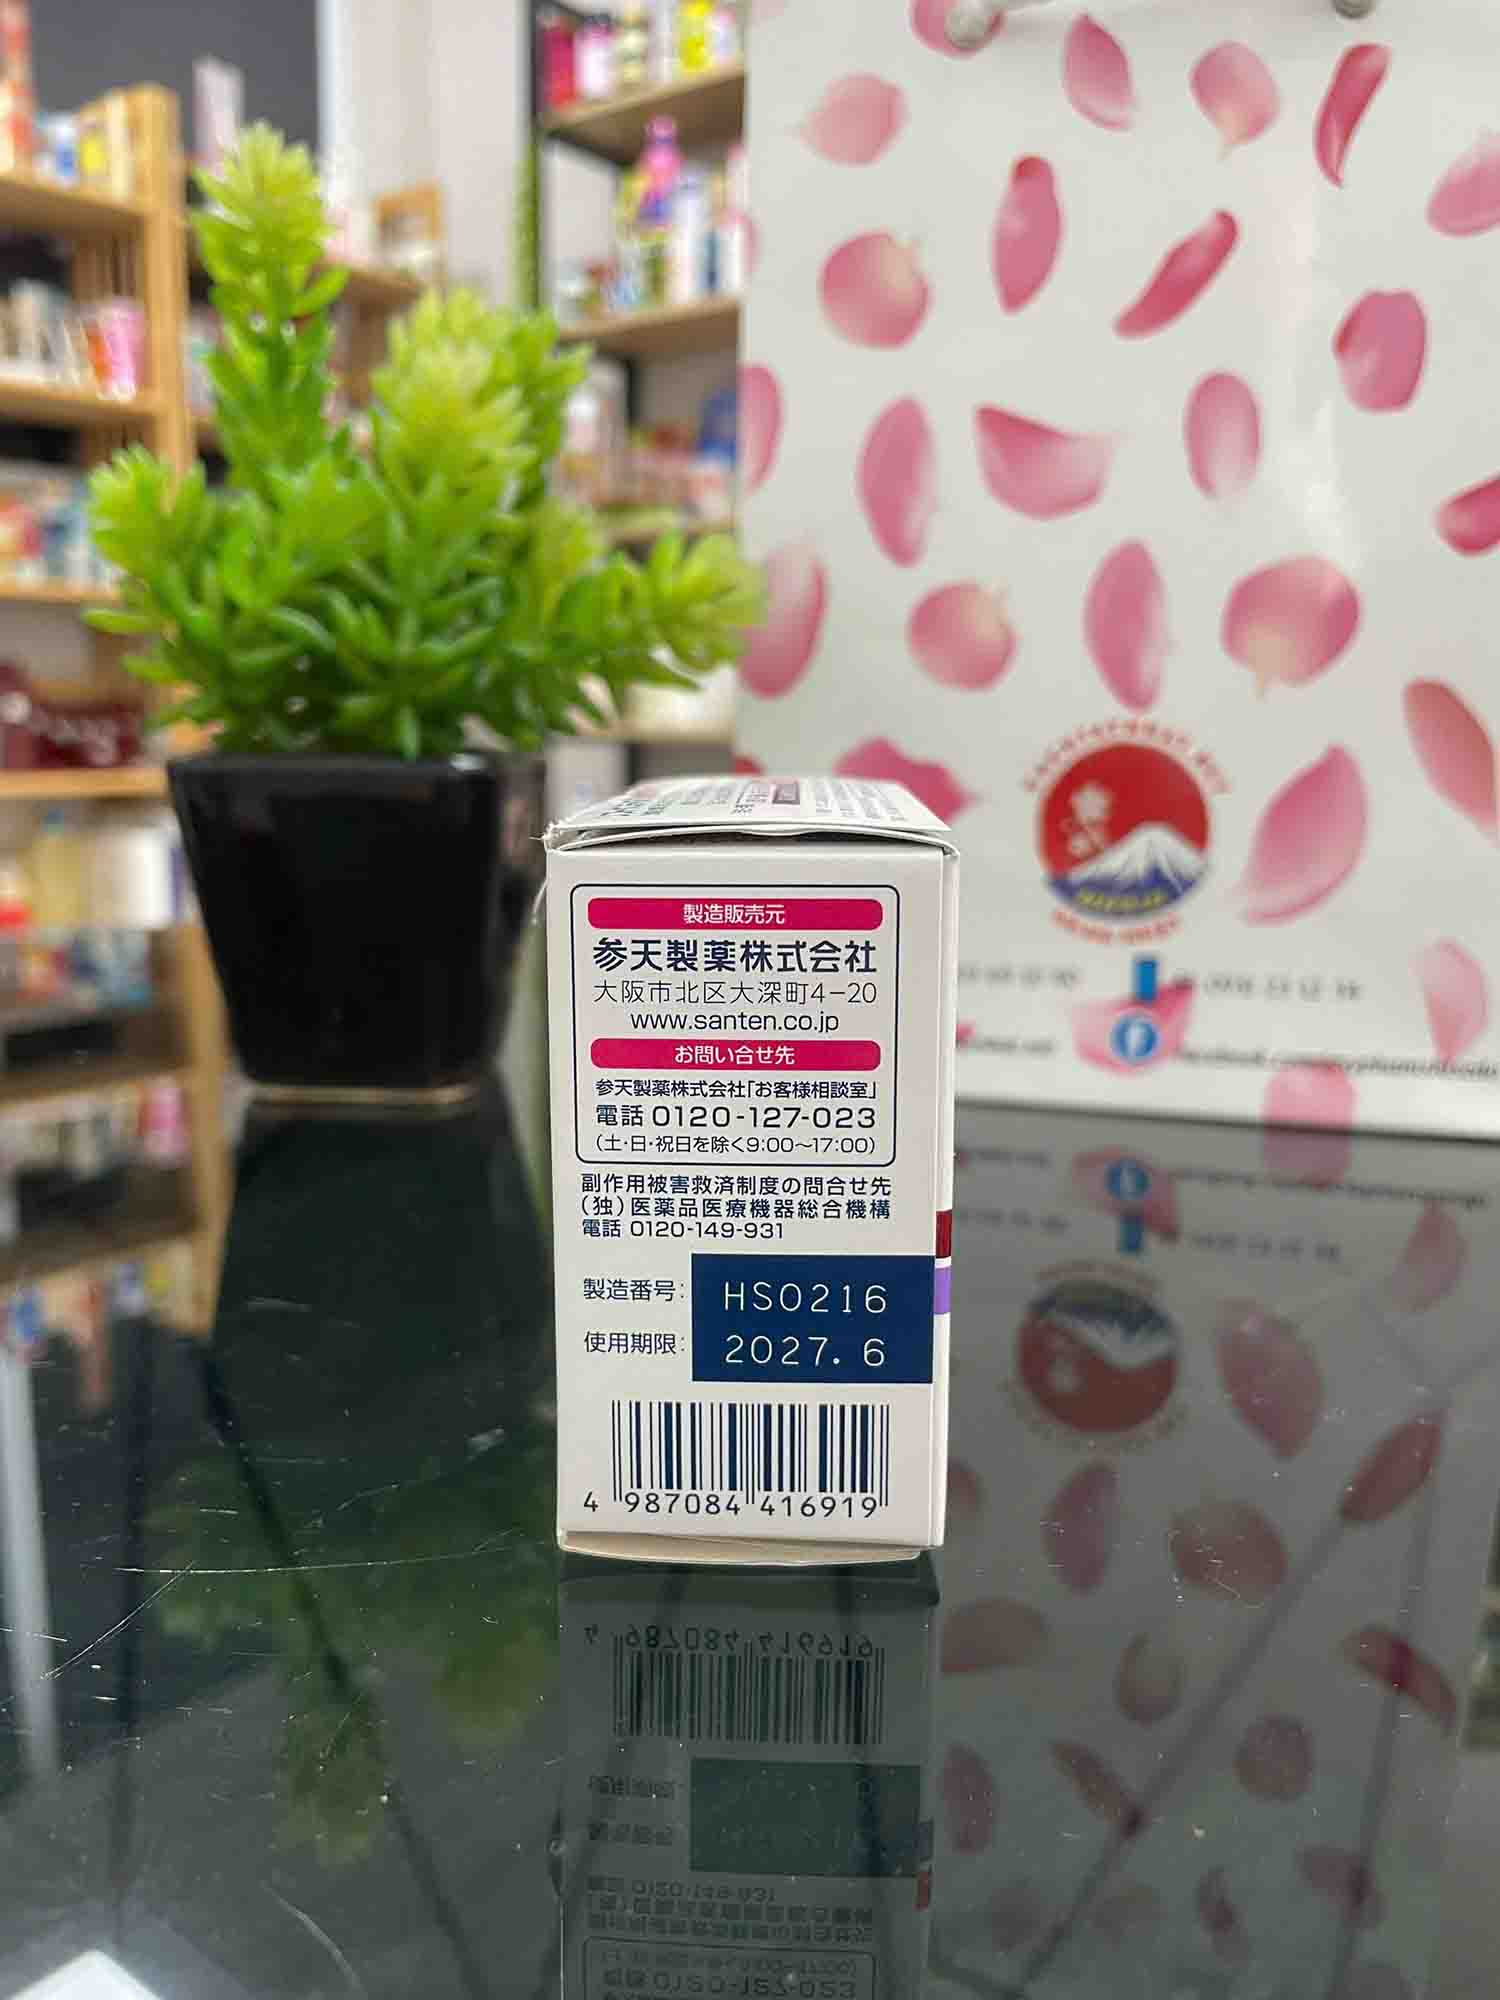 製造販売元
参天製薬株式会社
大阪市北区大深町4-20
www.santen.co.jp
お問い合せ先
参天製薬株式会社「お客様相談室」
電話 0120-127-023
(土・日・祝日を除く9:00〜17:00)
副作用被害救済制度の問合せ先
(独)医薬品医療機器総合機構
電話 0120-149-931
製造番号: HS0216
使用期限: 2027. 6
4 987084 416919